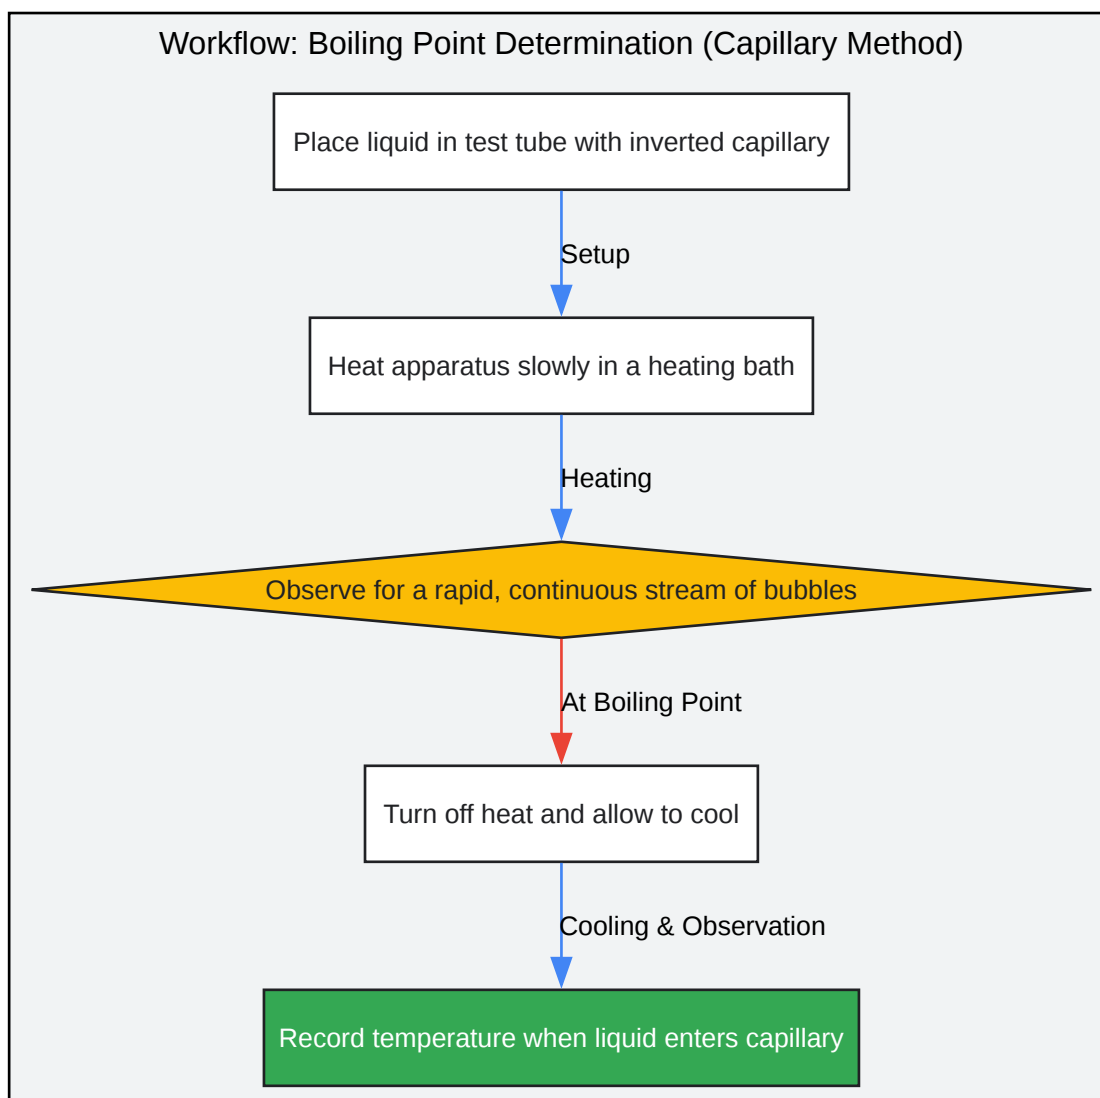 Workflow: Boiling Point Determination (Capillary Method)
Place liquid in test tube with inverted capillary
Setup
Heat apparatus slowly in a heating bath
Heating
Observe for a rapid, continuous stream of bubbles
At Boiling Point
Turn off heat and allow to cool
Cooling & Observation
Record temperature when liquid enters capillary